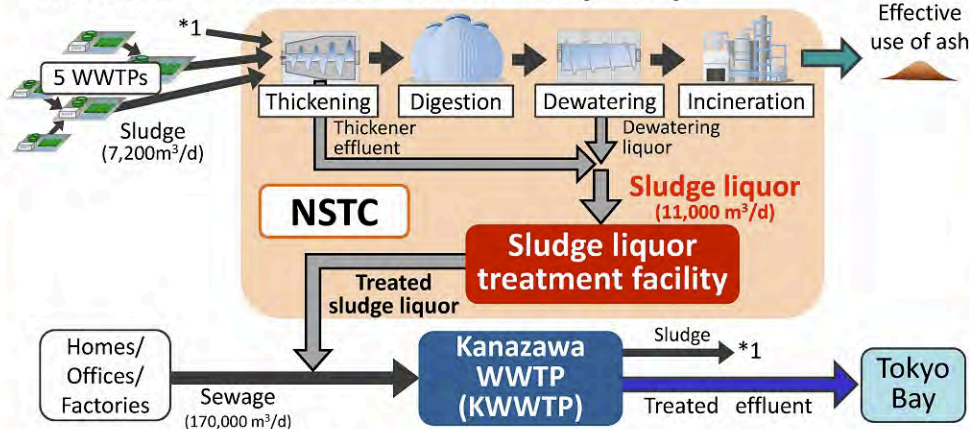 *1
5 WWTPs
Sludge
(7,200m³/d)
Thickening
Digestion
Dewatering
Incineration
Effective
use of ash
Thickener
effluent
Dewatering
liquor
Sludge liquor
(11,000 m³/d)
NSTC
Sludge liquor
treatment facility
Treated
sludge liquor
Homes/
Offices/
Factories
Sewage
(170,000 m³/d)
Kanazawa
WWTP
(KWWTP)
Sludge
*1
Treated effluent
Tokyo
Bay